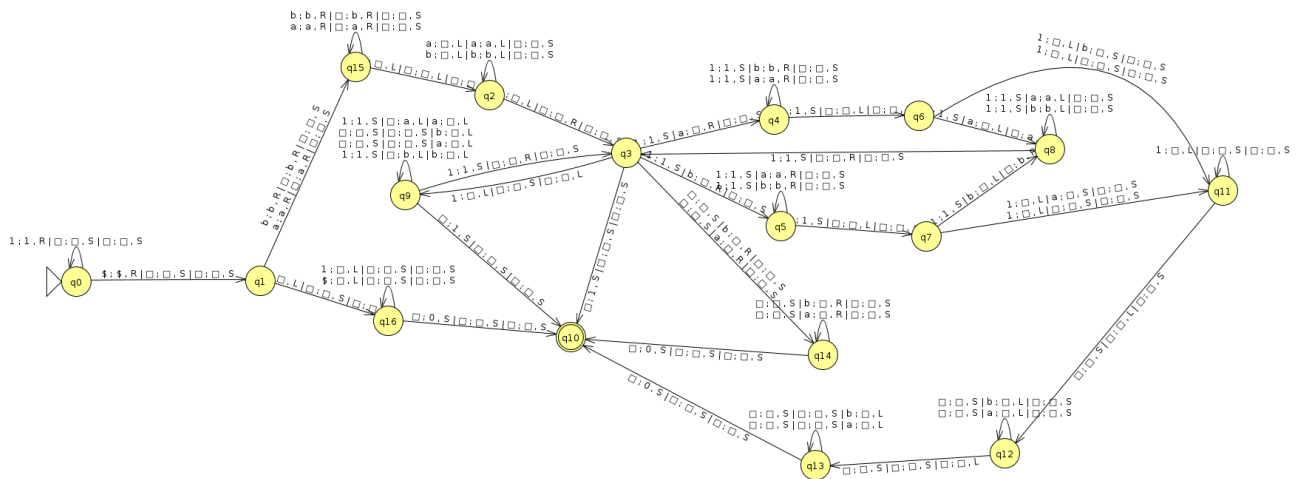 b;b,R|□;b,R|□;□,S
a;a,R|□;a,R|□;□,S
q15
□,L|□;□,L|□;□
a;□,L|a;a,L|□;□,S
b;□,L|b;b,L|□;□,S
q2
□;□,L|□;□,R|□;□,S
1;□,L|b;□,S|□;□,S
1;□,L|□;□,S|□;□,S
1;1,S|b;b,R|□;□,S
1;1,S|a;a,R|□;□,S
q4
1;1,S|a;□,R|□;□,S
1,S|□;□,L|□;□,S
q6
1,S|a;□,L|□;a
1;1,S|a;a,L|□;□,S
1;1,S|b;b,L|□;□,S
q8
1;1,S|□;a,L|a;□,L
□;□,S|□;□,S|b;□,L
□;□,S|□;□,S|a;□,L
1;1,S|□;b,L|b;□,L
q9
1;1,S|□;□,R|□;□,S
1;□,L|□;□,S|□;□,L
q3
1;1,S|□;□,R|□;□,S
1;1,S|b;□,R|□;□,S
1;1,S|a;a,R|□;□,S
1;1,S|b;b,R|□;□,S
q5
1,S|□;□,L|□;□,S
q7
1;1,S|b;□,L|□;b
1;□,L|a;□,S|□;□,S
1;□,L|□;□,S|□;□,S
1;□,L|□;□,S|□;□,S
q11
b;b,R|□;b,R|□;□,S
a;a,R|□;a,R|□;□,S
□;1,S|□;□,S|□;□,S
□;1,S|□;□,S|□;□,S
□;□,S|b;□,R|□;□,S
□;□,S|a;□,R|□;□,S
1;1,R|□;□,S|□;□,S
q0
$;$,R|□;□,S|□;□,S
q1
□,L|□;□,S|□;□
1;□,L|□;□,S|□;□,S
$;□,L|□;□,S|□;□,S
q16
□;0,S|□;□,S|□;□,S
q10
□;□,S|b;□,R|□;□,S
□;□,S|a;□,R|□;□,S
q14
□;0,S|□;□,S|□;□,S
□;□,S|□;□,L|□;□,S
□;0,S|□;□,S|□;□,S
□;□,S|□;□,S|b;□,L
□;□,S|□;□,S|a;□,L
q13
□;□,S|b;□,L|□;□,S
□;□,S|a;□,L|□;□,S
q12
□;□,S|□;□,S|□;□,L